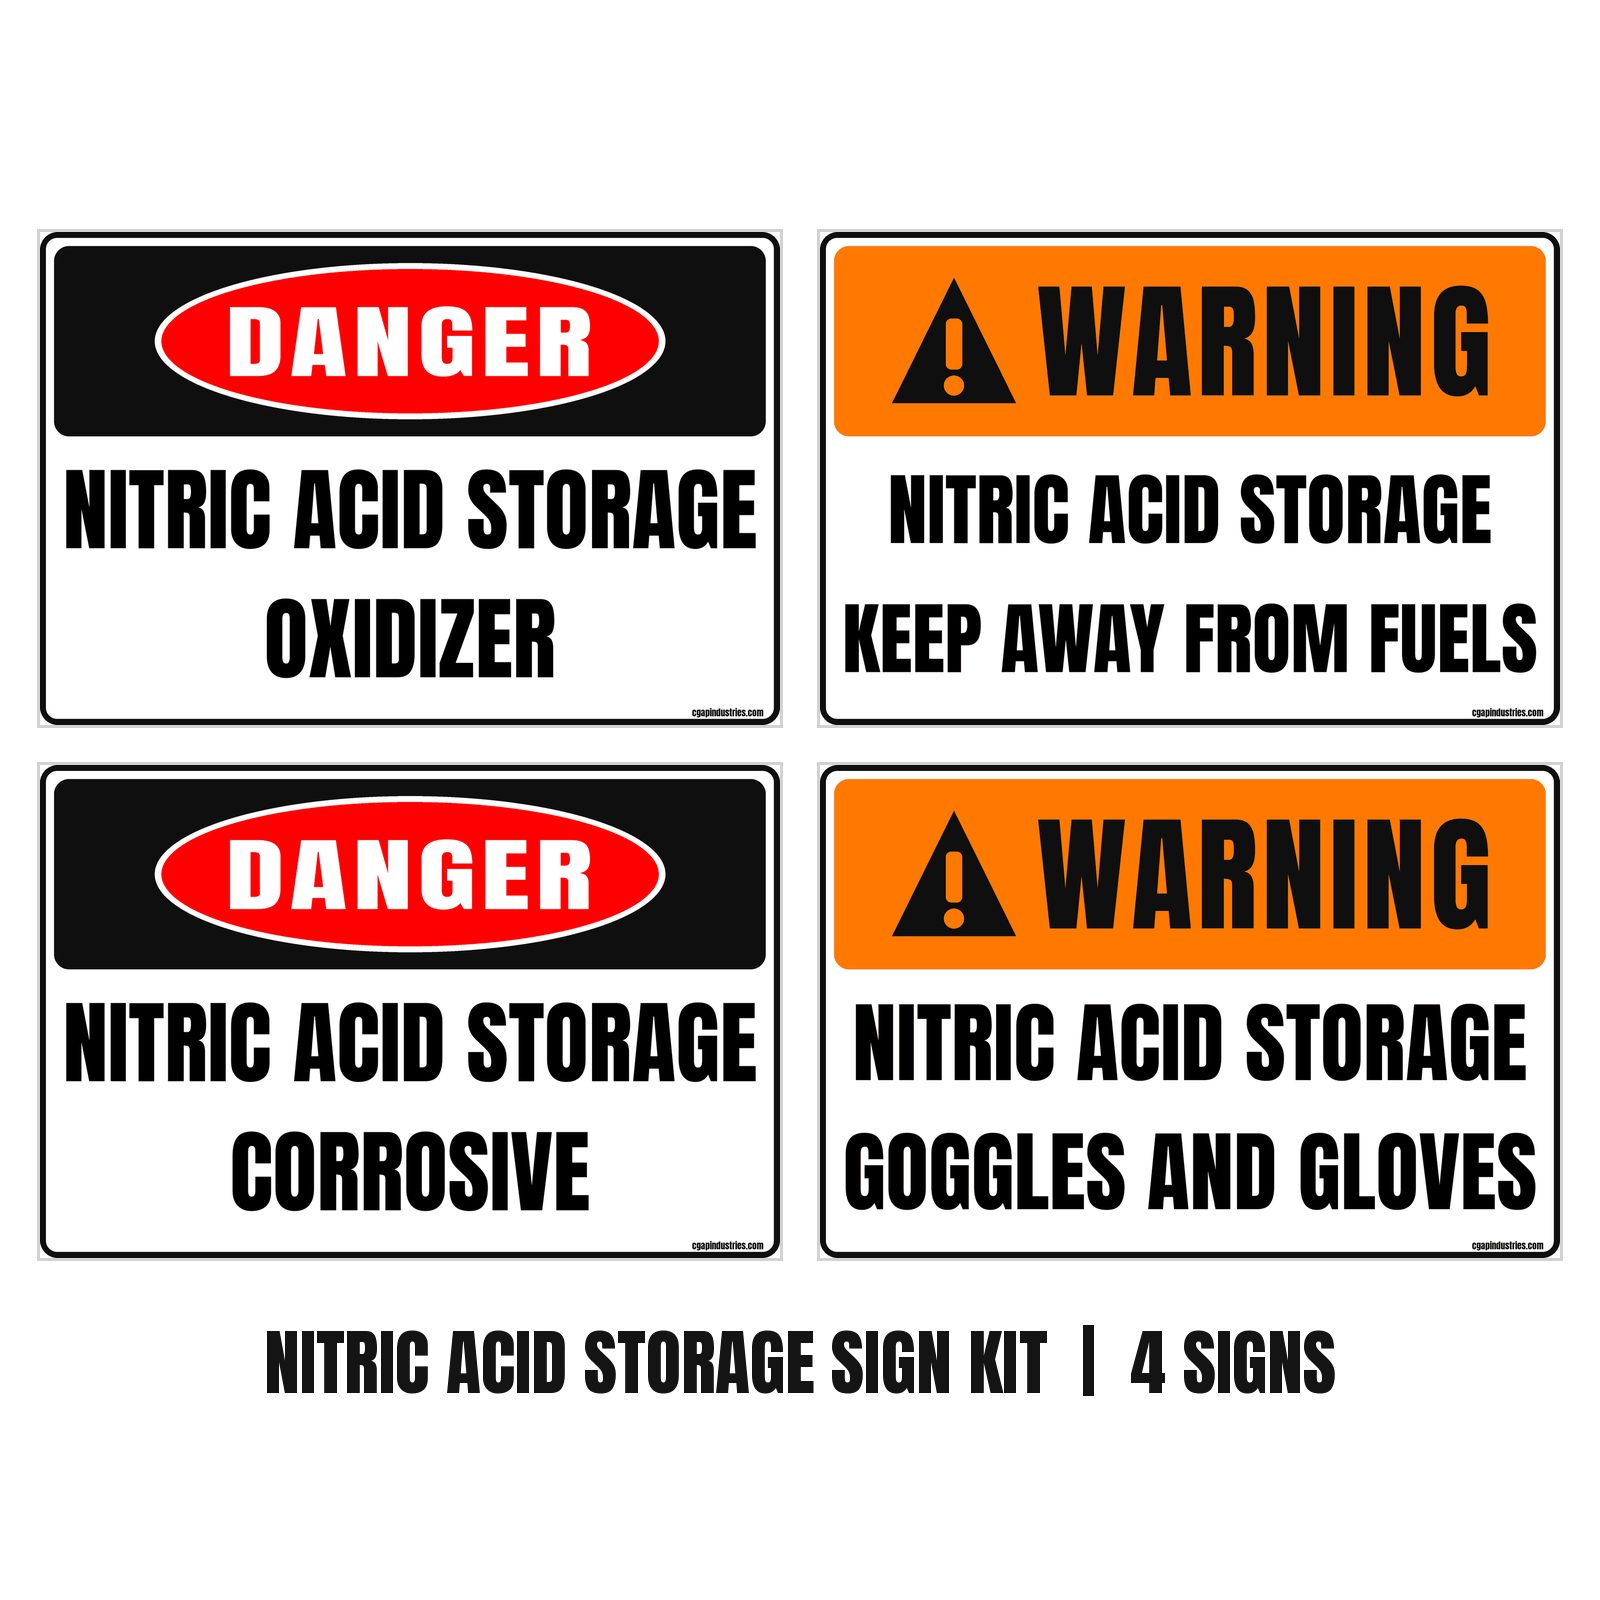 DANGER
NITRIC ACID STORAGE
OXIDIZER
cgapindustries.com
WARNING
NITRIC ACID STORAGE
KEEP AWAY FROM FUELS
cgapindustries.com
DANGER
NITRIC ACID STORAGE
CORROSIVE
cgapindustries.com
WARNING
NITRIC ACID STORAGE
GOGGLES AND GLOVES
cgapindustries.com
NITRIC ACID STORAGE SIGN KIT | 4 SIGNS